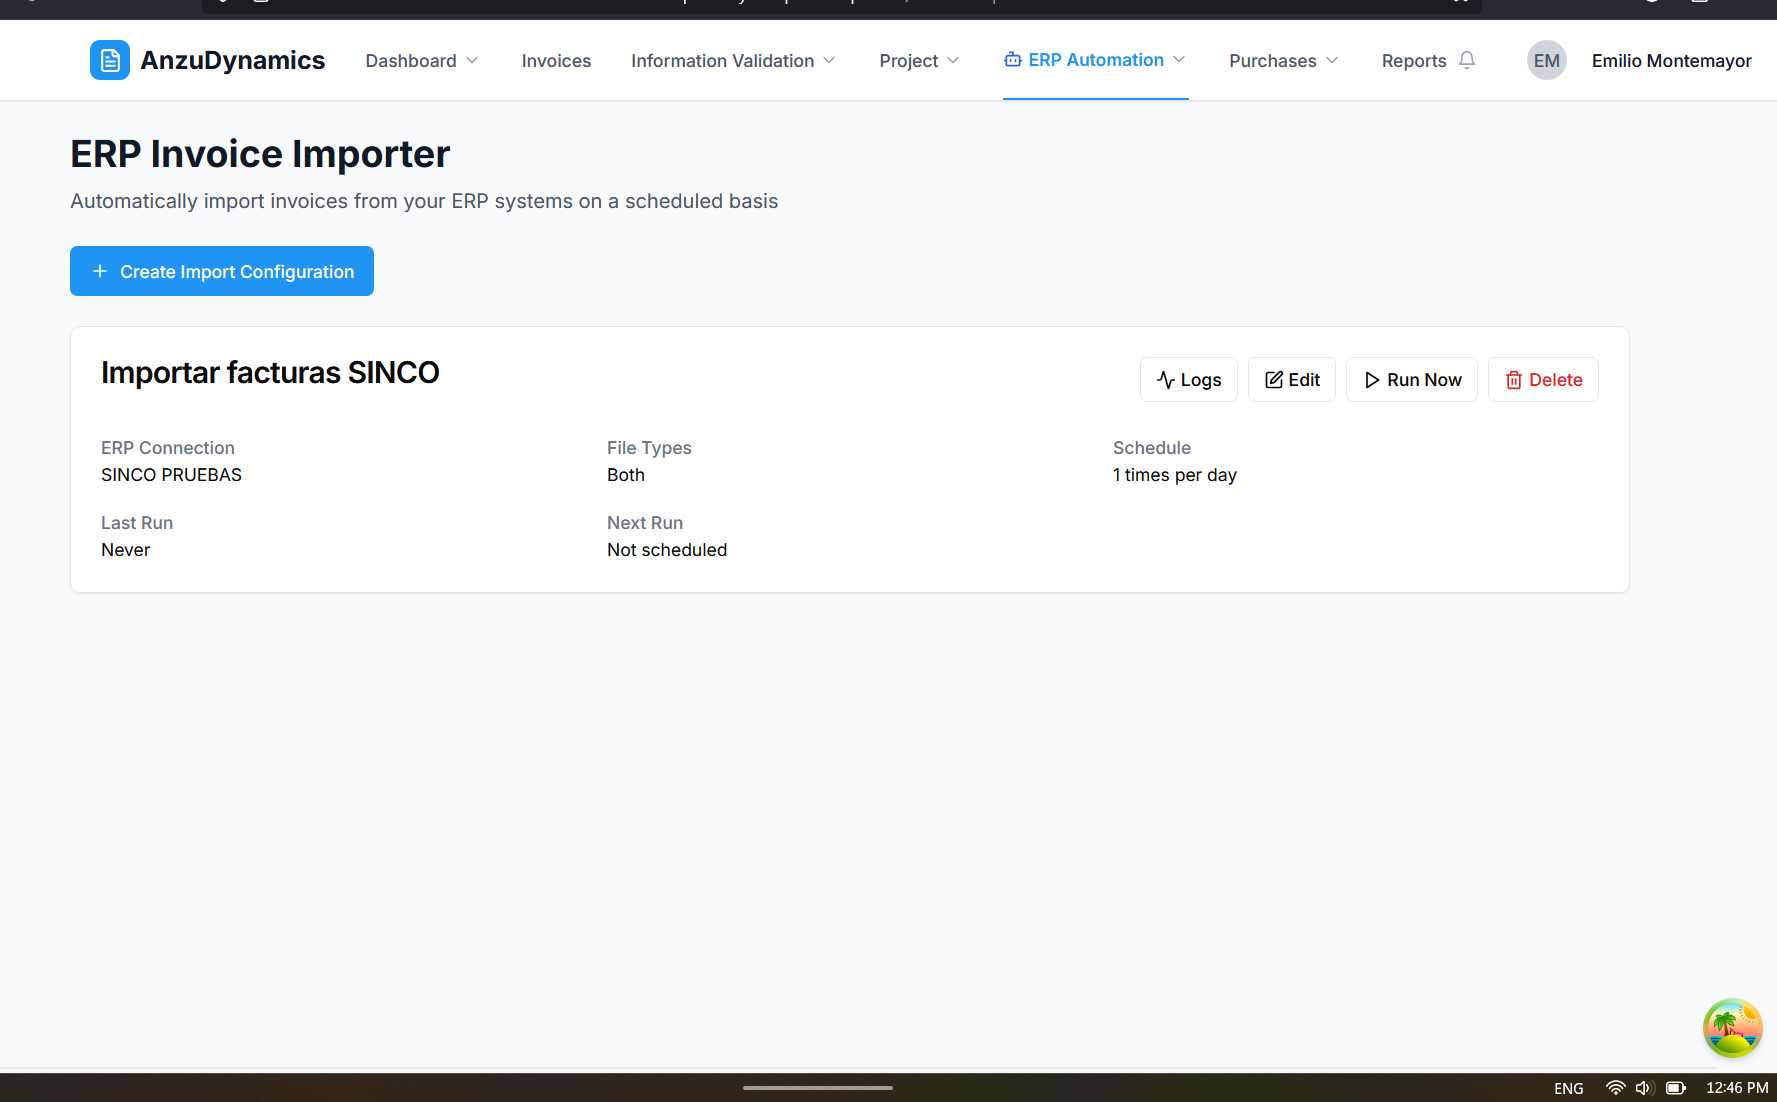 AnzuDynamics Dashboard Invoices Information Validation Project ERP Automation Purchases Reports EM Emilio Montemayor
ERP Invoice Importer
Automatically import invoices from your ERP systems on a scheduled basis
Create Import Configuration
Importar facturas SINCO
Logs Edit Run Now Delete
ERP Connection File Types Schedule
SINCO PRUEBAS Both 1 times per day
Last Run Next Run
Never Not scheduled
ENG 12:46 PM